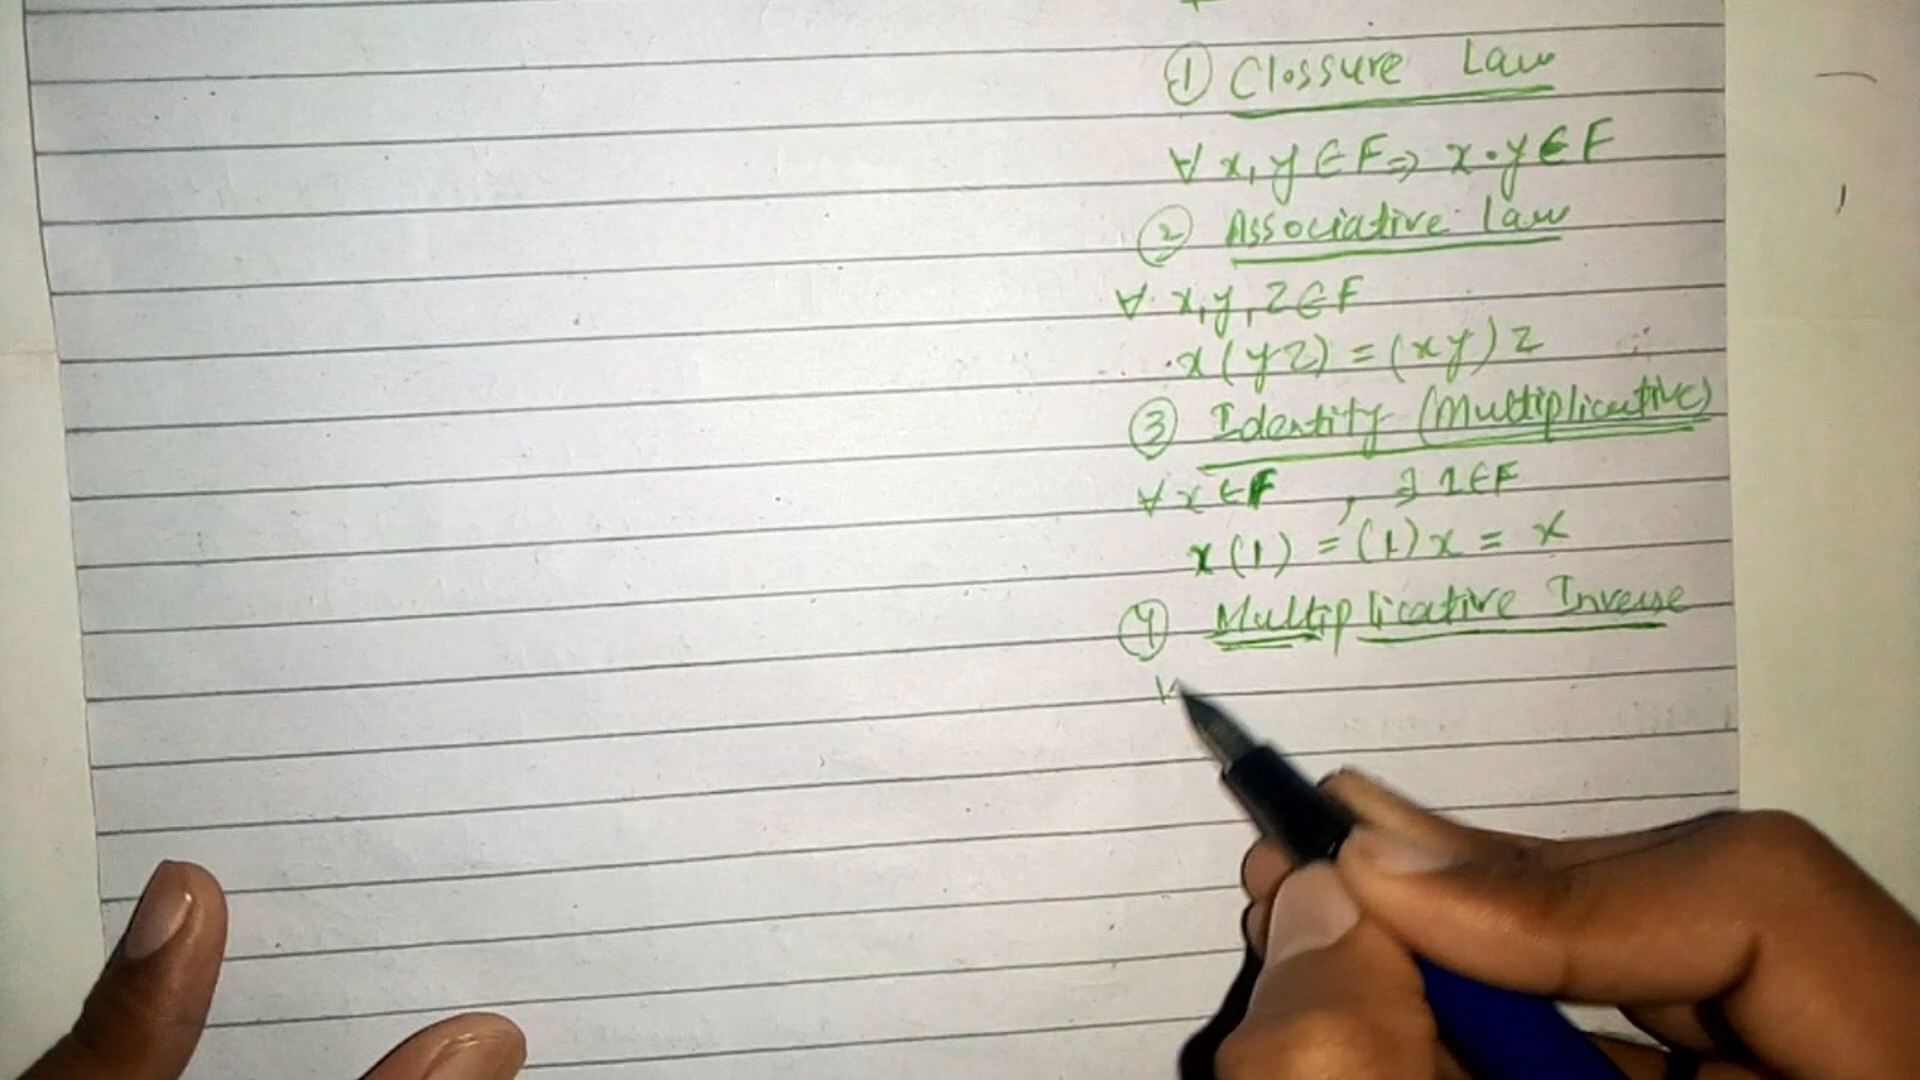 ① Clossure Law
∀ x, y ∈ F ⇒ x·y ∈ F
② Associative law
∀ x, y, z ∈ F
x(yz) = (xy)z
③ Identity (Multiplicative)
∀ x ∈ F , ∃ 1 ∈ F
x(1) = (1)x = x
④ Multiplicative Inverse